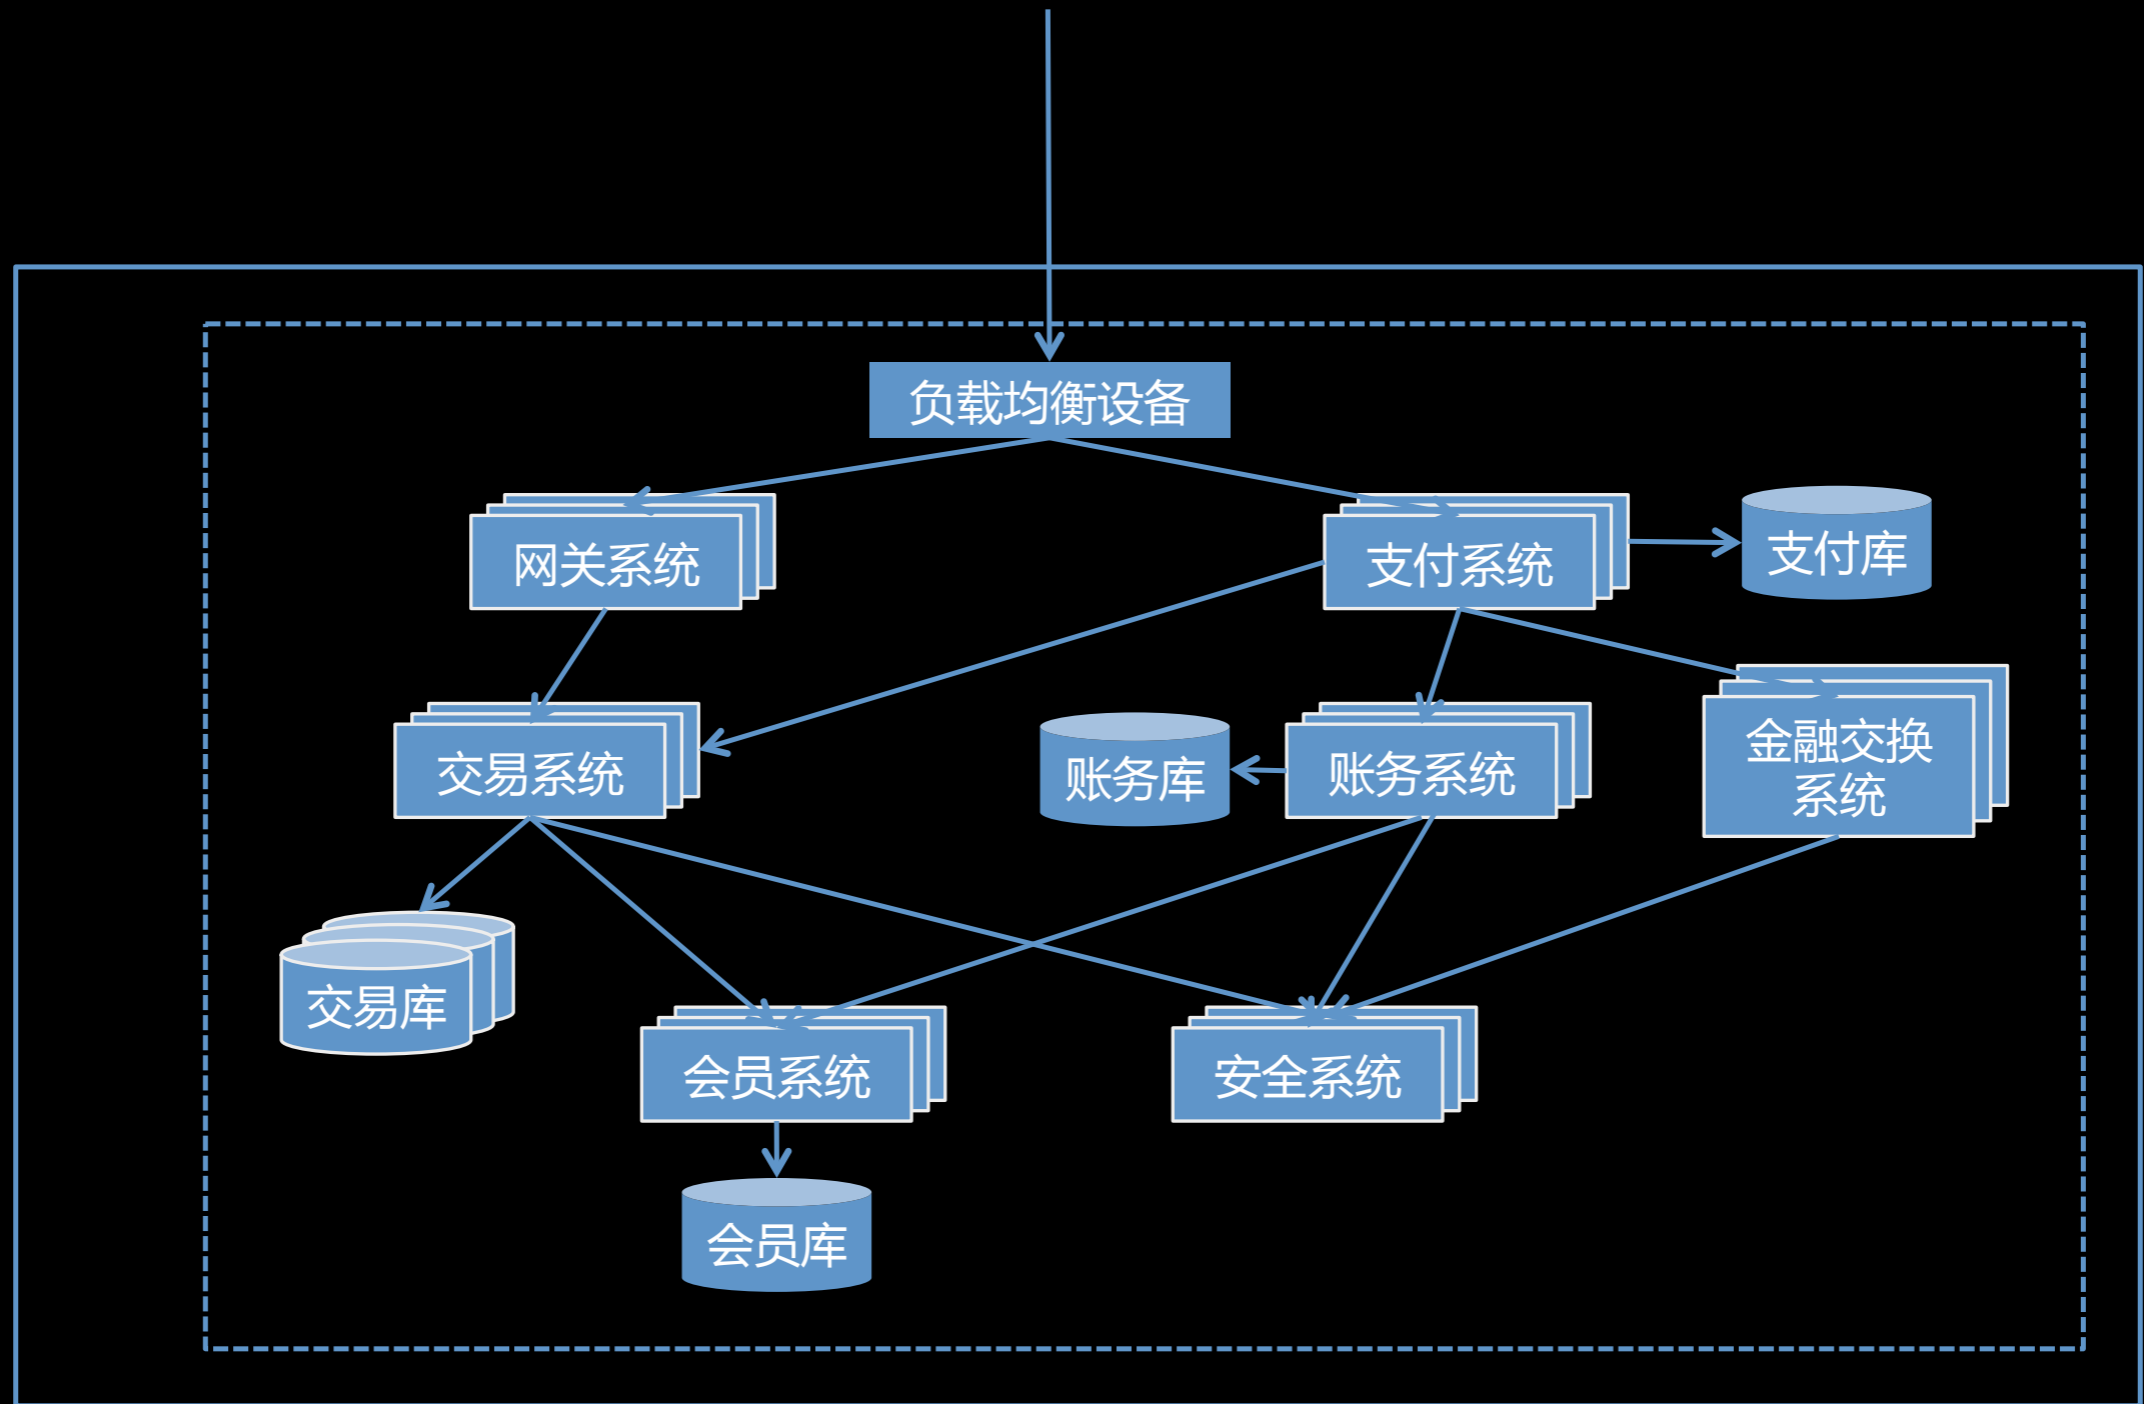 负载均衡设备
网关系统
支付系统
支付库
交易系统
账务库
账务系统
金融交换
系统
交易库
会员系统
安全系统
会员库